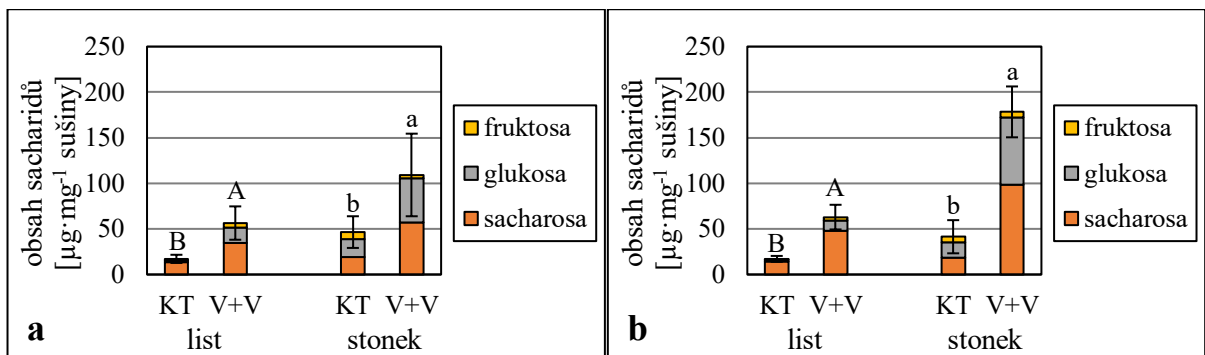 obsah sacharidů
[µg·mg⁻¹ sušiny]
250
200
150
100
50
0
B
A
b
a
KT V+V KT V+V
list stonek
fruktosa
glukosa
sacharosa
a
obsah sacharidů
[µg·mg⁻¹ sušiny]
250
200
150
100
50
0
B
A
b
a
KT V+V KT V+V
list stonek
fruktosa
glukosa
sacharosa
b